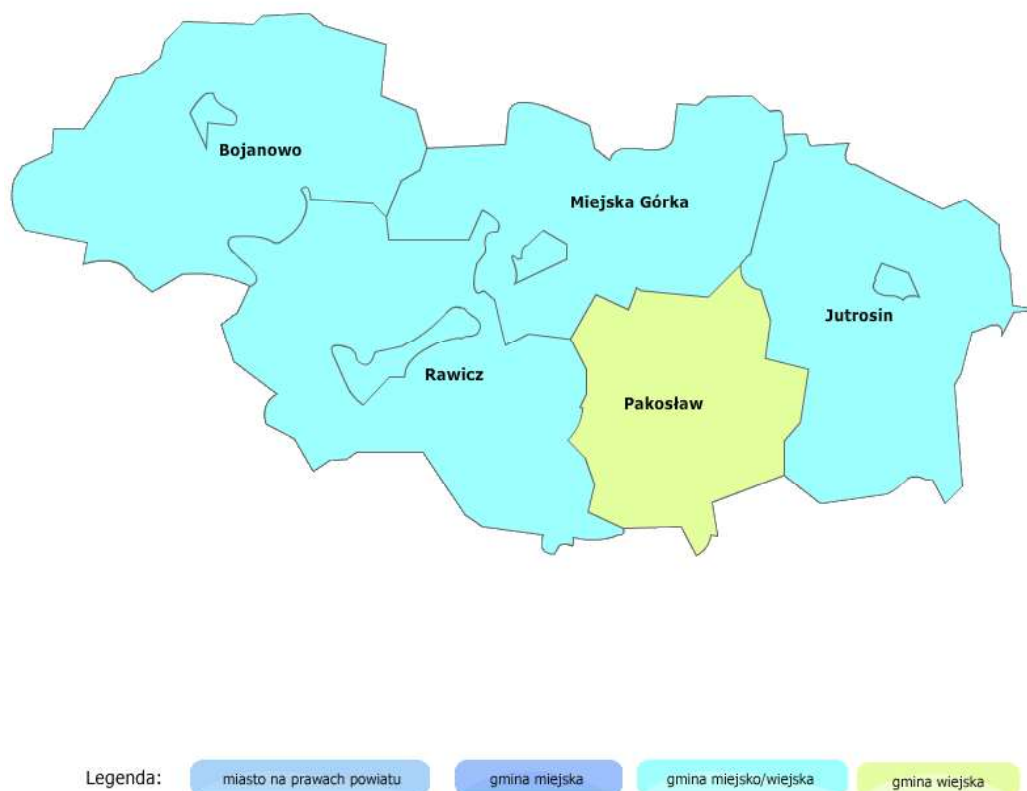 Bojanowo
Miejska Górka
Jutrosin
Rawicz
Pakosław
Legenda: miasto na prawach powiatu gmina miejska gmina miejsko/wiejska gmina wiejska